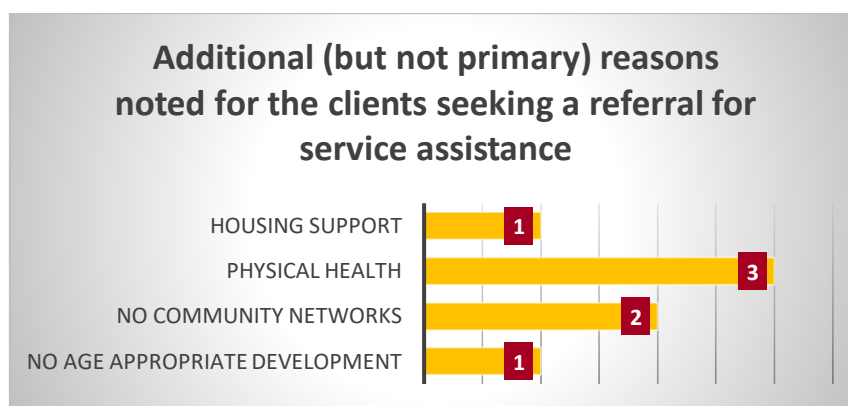 Additional (but not primary) reasons
noted for the clients seeking a referral for
service assistance
HOUSING SUPPORT 1
PHYSICAL HEALTH 3
NO COMMUNITY NETWORKS 2
NO AGE APPROPRIATE DEVELOPMENT 1